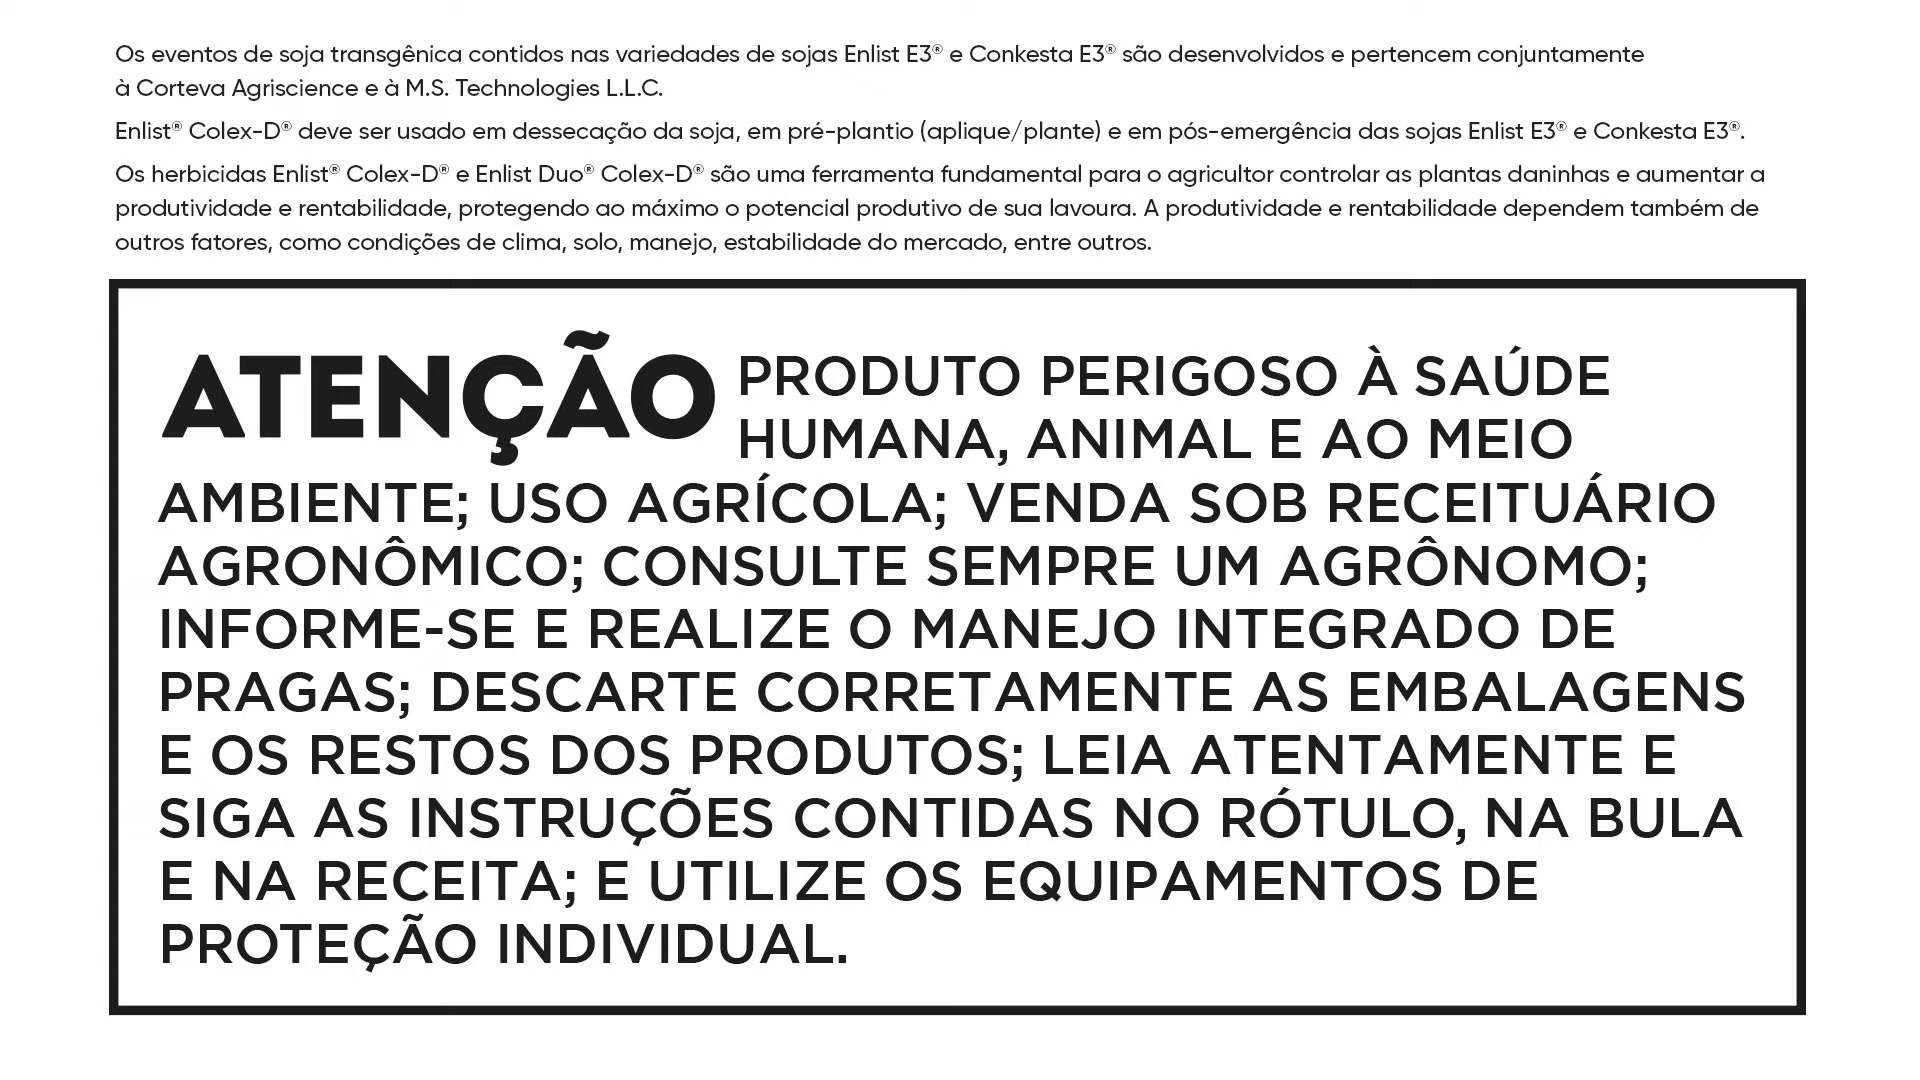 Os eventos de soja transgênica contidos nas variedades de sojas Enlist E3® e Conkesta E3® são desenvolvidos e pertencem conjuntamente
à Corteva Agriscience e à M.S. Technologies L.L.C.
Enlist® Colex-D® deve ser usado em dessecação da soja, em pré-plantio (aplique/plante) e em pós-emergência das sojas Enlist E3® e Conkesta E3®.
Os herbicidas Enlist® Colex-D® e Enlist Duo® Colex-D® são uma ferramenta fundamental para o agricultor controlar as plantas daninhas e aumentar a
produtividade e rentabilidade, protegendo ao máximo o potencial produtivo de sua lavoura. A produtividade e rentabilidade dependem também de
outros fatores, como condições de clima, solo, manejo, estabilidade do mercado, entre outros.
ATENÇÃO PRODUTO PERIGOSO À SAÚDE
HUMANA, ANIMAL E AO MEIO
AMBIENTE; USO AGRÍCOLA; VENDA SOB RECEITUÁRIO
AGRONÔMICO; CONSULTE SEMPRE UM AGRÔNOMO;
INFORME-SE E REALIZE O MANEJO INTEGRADO DE
PRAGAS; DESCARTE CORRETAMENTE AS EMBALAGENS
E OS RESTOS DOS PRODUTOS; LEIA ATENTAMENTE E
SIGA AS INSTRUÇÕES CONTIDAS NO RÓTULO, NA BULA
E NA RECEITA; E UTILIZE OS EQUIPAMENTOS DE
PROTEÇÃO INDIVIDUAL.